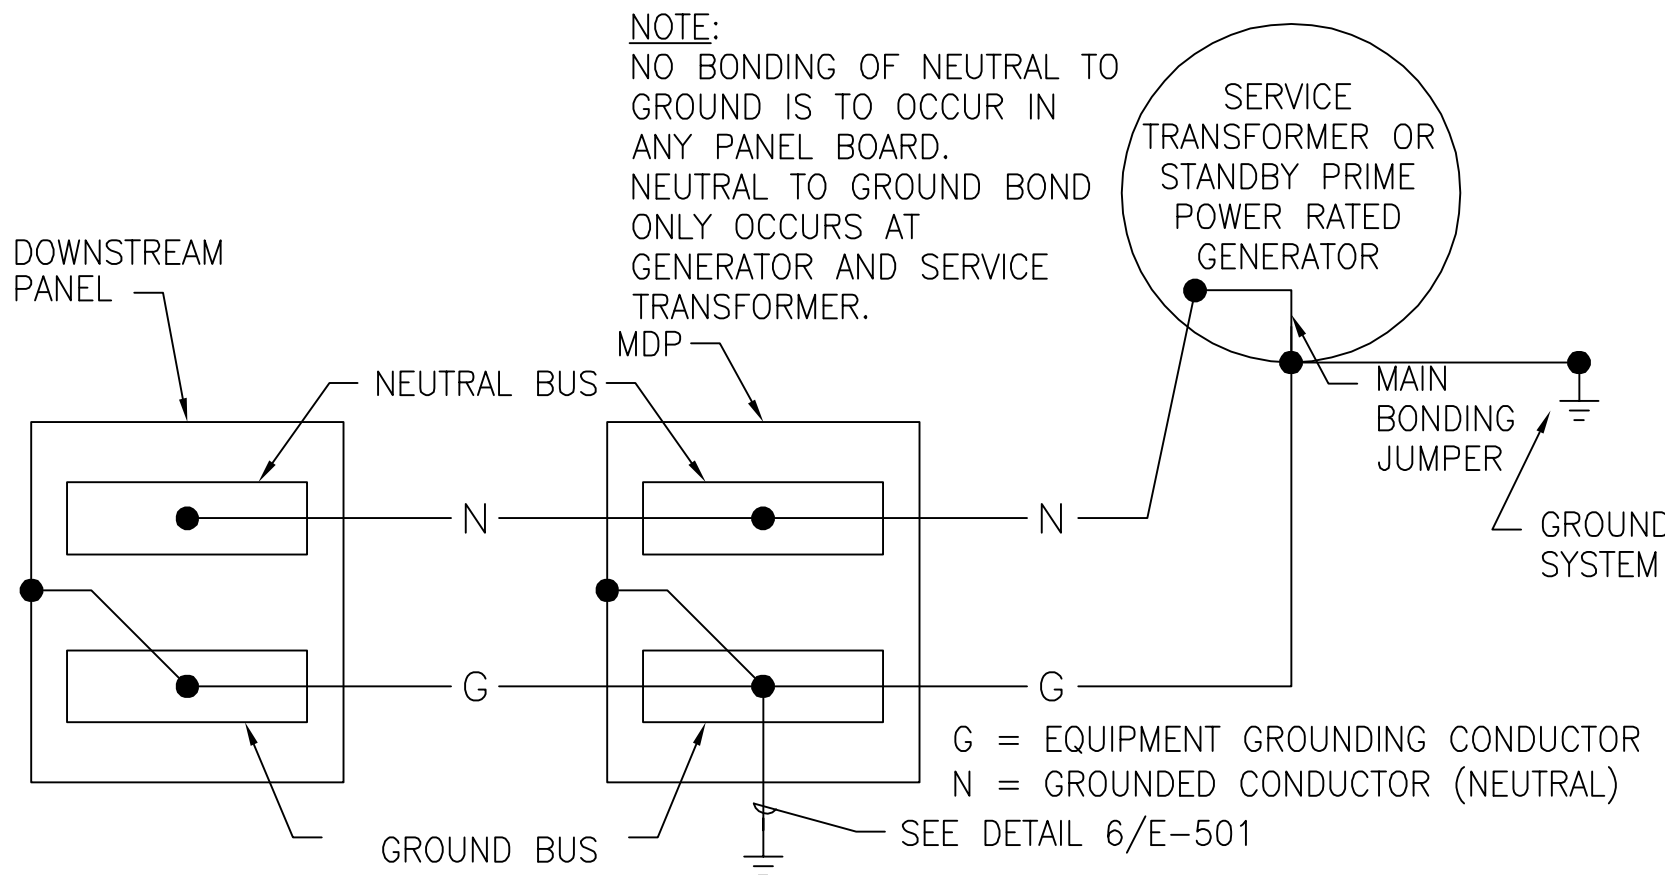 NOTE:
NO BONDING OF NEUTRAL TO
GROUND IS TO OCCUR IN
ANY PANEL BOARD.
NEUTRAL TO GROUND BOND
ONLY OCCURS AT
GENERATOR AND SERVICE
TRANSFORMER.
SERVICE
TRANSFORMER OR
STANDBY PRIME
POWER RATED
GENERATOR
DOWNSTREAM
PANEL
MDP
NEUTRAL BUS
MAIN
BONDING
JUMPER
N
N
GROUND
SYSTEM
G
G
G = EQUIPMENT GROUNDING CONDUCTOR
N = GROUNDED CONDUCTOR (NEUTRAL)
GROUND BUS
SEE DETAIL 6/E-501